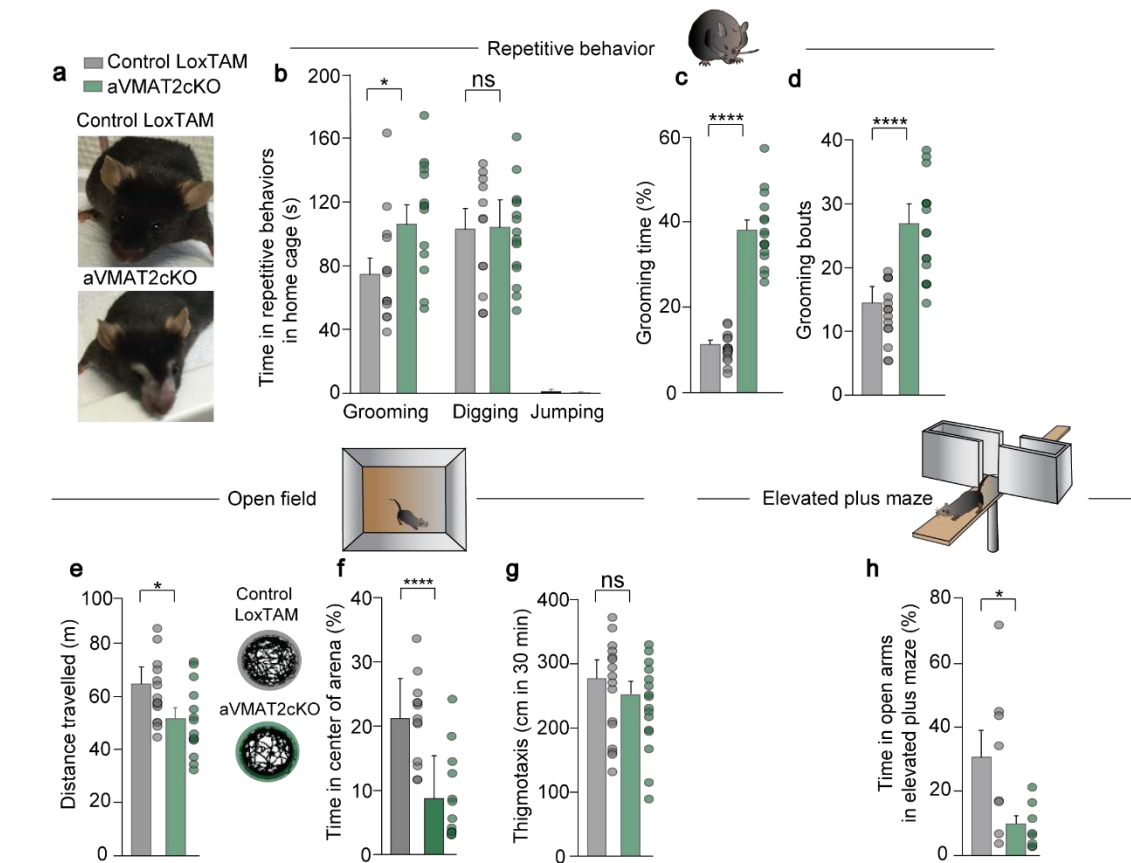 Repetitive behavior
a
Control LoxTAM
aVMAT2cKO
Control LoxTAM
aVMAT2cKO
b
Time in repetitive behaviors
in home cage (s)
200
160
120
80
40
0
*
ns
Grooming
Digging
Jumping
c
Grooming time (%)
60
40
20
0
****
d
Grooming bouts
40
30
20
10
0
****
Open field
Elevated plus maze
e
Distance travelled (m)
100
80
60
40
20
0
*
Control
LoxTAM
aVMAT2cKO
f
Time in center of arena (%)
40
30
20
10
0
****
g
Thigmotaxis (cm in 30 min)
400
300
200
100
0
ns
h
Time in open arms
in elevated plus maze (%)
80
60
40
20
0
*